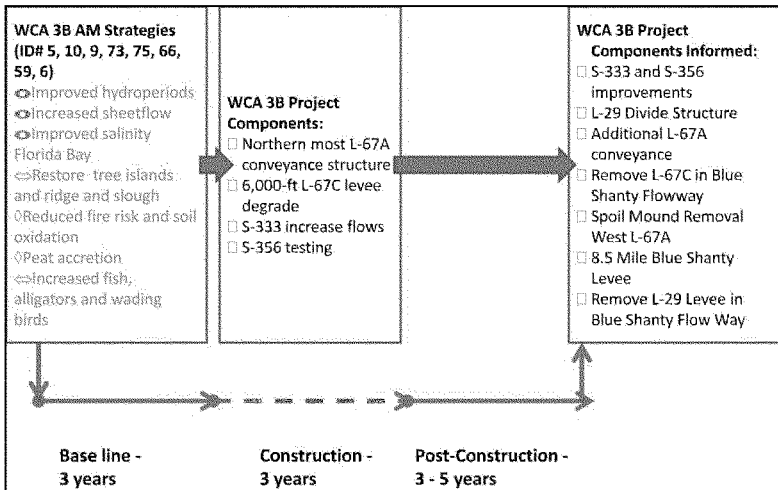 WCA 3B AM Strategies
(ID# 5, 10, 9, 73, 75, 66,
59, 6)
Improved hydroperiods
Increased sheetflow
Improved salinity
Florida Bay
Restore tree islands
and ridge and slough
Reduced fire risk and soil
oxidation
Peat accretion
Increased fish,
alligators and wading
birds
WCA 3B Project
Components:
Northern most L-67A
conveyance structure
6,000-ft L-67C levee
degrade
S-333 increase flows
S-356 testing
WCA 3B Project
Components Informed:
S-333 and S-356
improvements
L-29 Divide Structure
Additional L-67A
conveyance
Remove L-67C in Blue
Shanty Flowway
Spoil Mound Removal
West L-67A
8.5 Mile Blue Shanty
Levee
Remove L-29 Levee in
Blue Shanty Flow Way
Base line -
3 years
Construction -
3 years
Post-Construction -
3 - 5 years